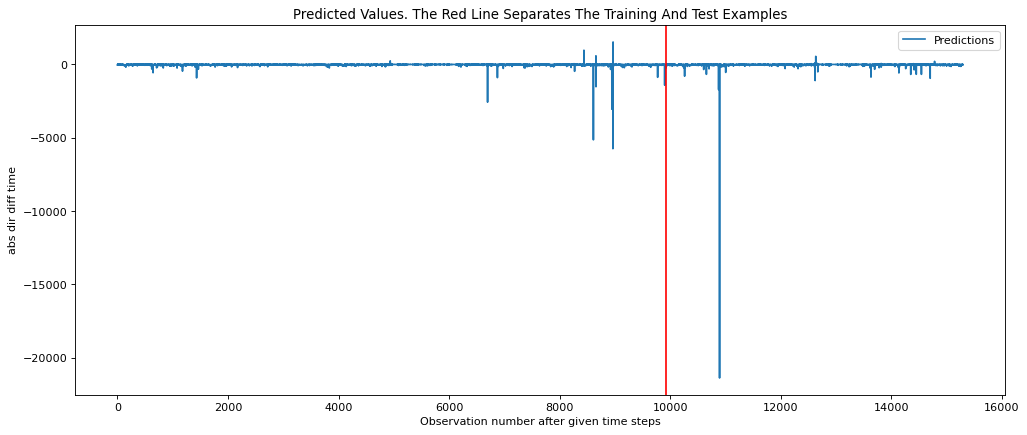 Predicted Values. The Red Line Separates The Training And Test Examples
Predictions
0
−5000
−10000
−15000
−20000
abs dir diff time
0 2000 4000 6000 8000 10000 12000 14000 16000
Observation number after given time steps